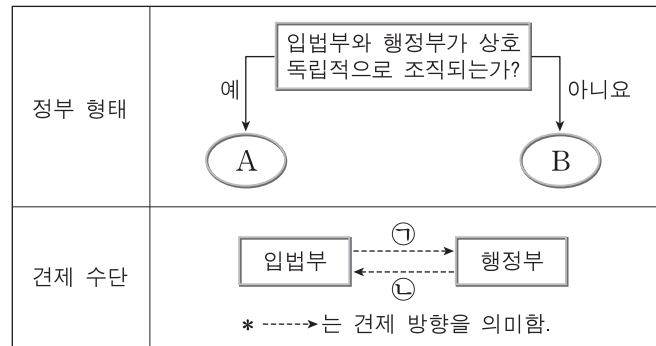 정부 형태
입법부와 행정부가 상호
독립적으로 조직되는가?
예
아니요
A
B
견제 수단
입법부
㉠
행정부
㉡
* ------➤는 견제 방향을 의미함.